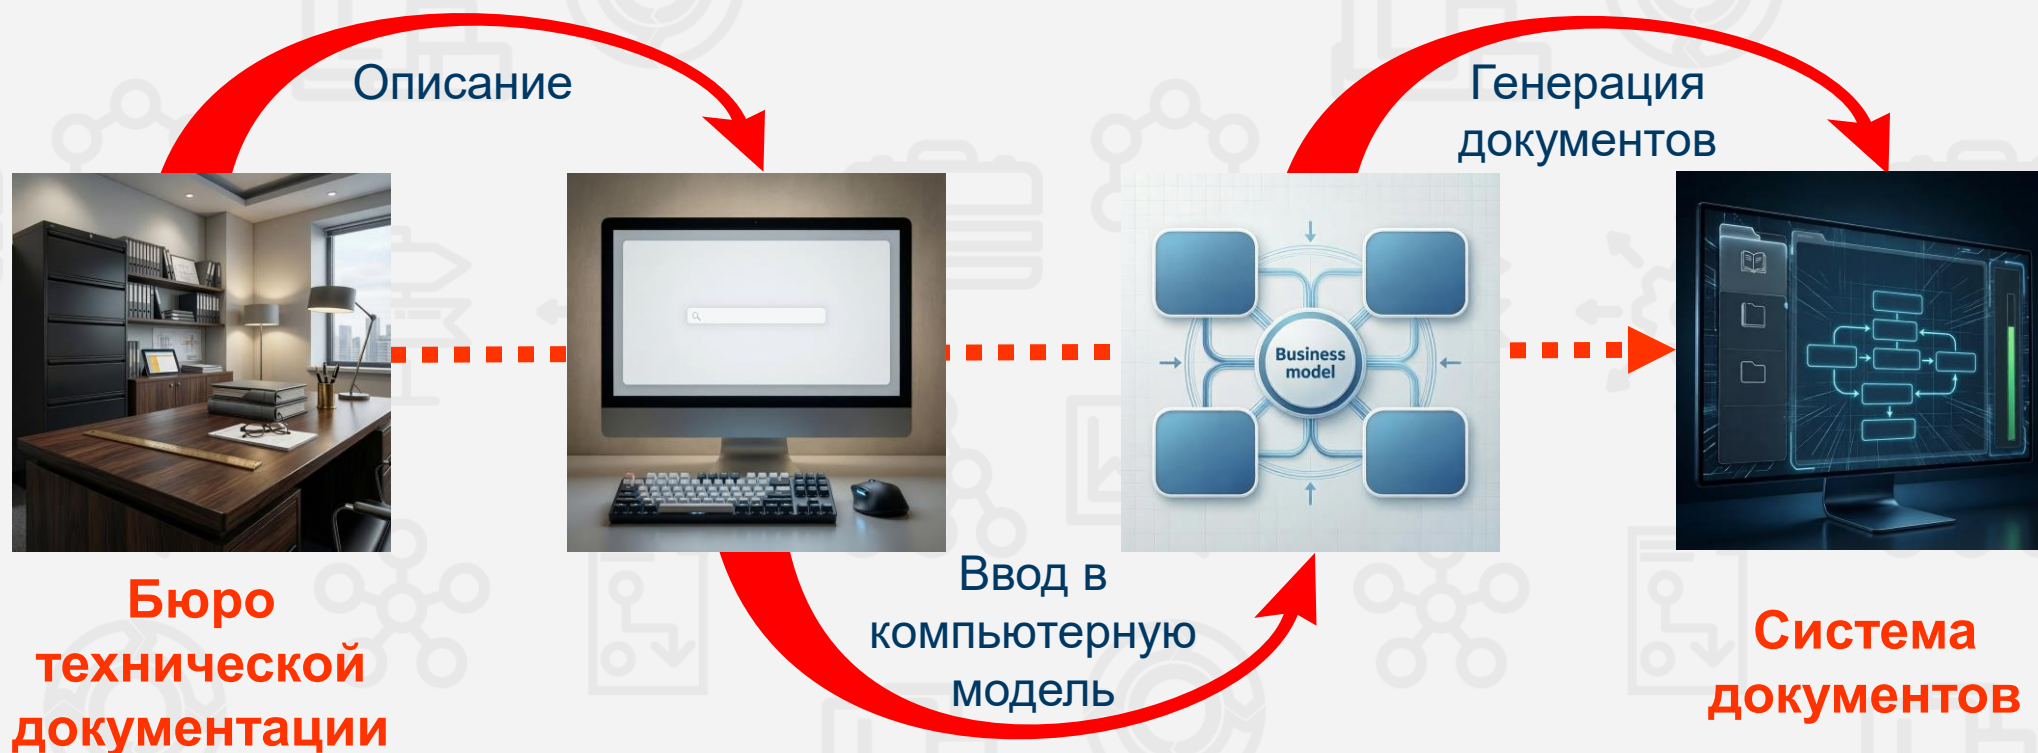 Описание
Генерация
документов
Business
model
Ввод в
компьютерную
модель
Бюро
технической
документации
Система
документов